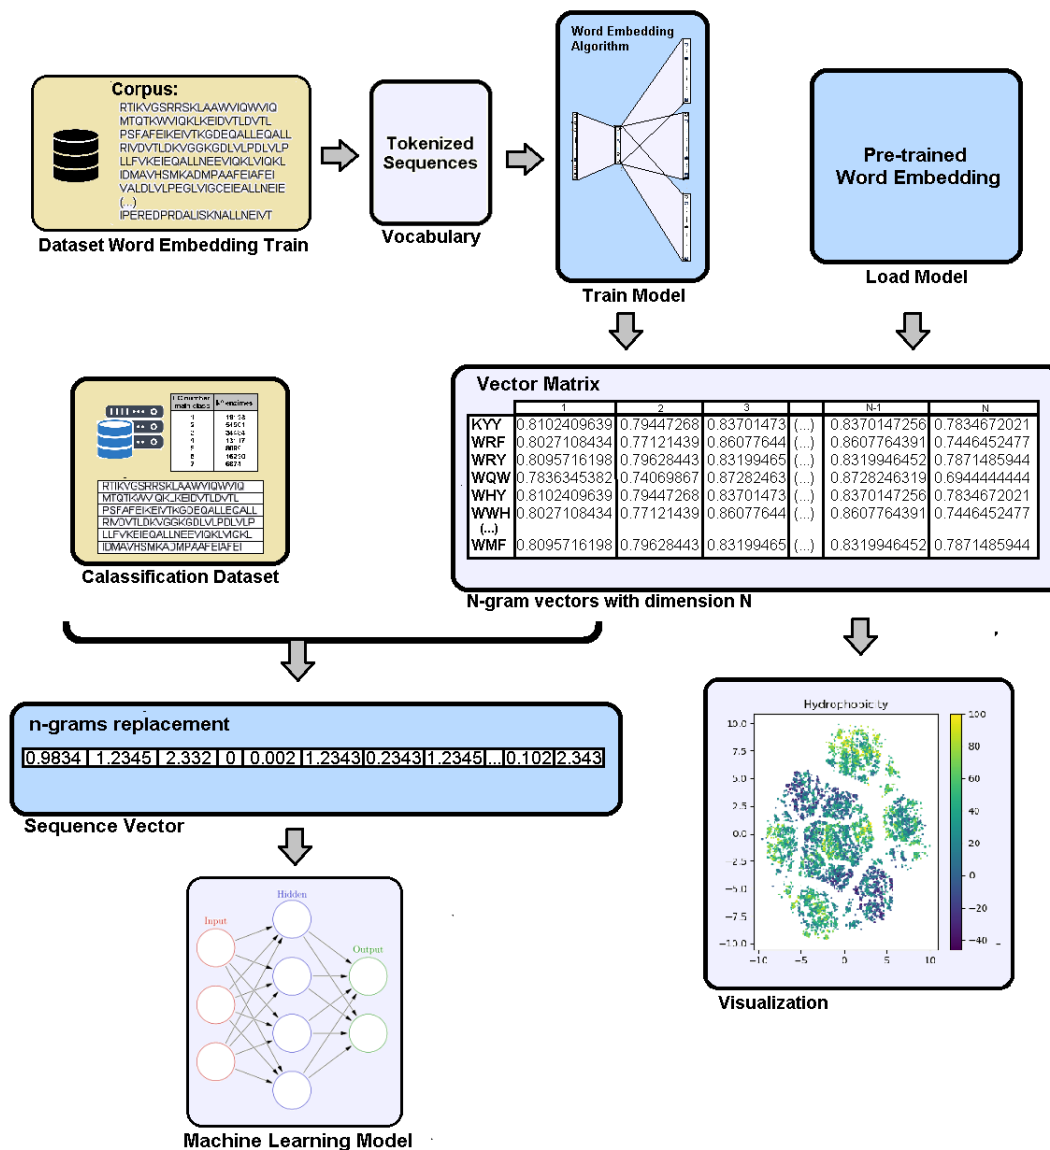 Word Embedding
Algorithm
Corpus:
RTIKVGSRRSKLAAWVIQWVIQ
MTQTKWVIQKLKEIDVTLDVTL
PSFAFEIKEIVTKGDEQALLEQALL
RIVDVTLDKVGGKGDLVLPDLVLP
LLFVKEIEQALLNEEVIQKLVIQKL
IDMAVHSMKADMPAAFEIAFEI
VALDLVLPEGLVIGCEIEALLNEIE
(...)
IPEREDPRDALISKNALLNEIVT
Dataset Word Embedding Train
Tokenized
Sequences
Vocabulary
Train Model
Pre-trained
Word Embedding
Load Model
main class
RTIKVGSRRSKLAAWVIQWVIQ
MTQTKWVIQKLKEIDVTLDVTL
PSFAFEIKEIVTKGDEQALLEQALL
RIVDVTLDKVGGKGDLVLPDLVLP
LLFVKEIEQALLNEEVIQKLVIQKL
IDMAVHSMKADMPAAFEIAFEI
Calassification Dataset
Vector Matrix
1 2 3 N-1 N
KYY 0.8102409639 0.79447268 0.83701473 (...) 0.8370147256 0.7834672021
WRF 0.8027108434 0.77121439 0.86077644 (...) 0.8607764391 0.7446452477
WRY 0.8095716198 0.79628443 0.83199465 (...) 0.8319946452 0.7871485944
WQW 0.7836345382 0.74069867 0.87282463 (...) 0.8728246319 0.6944444444
WHY 0.8102409639 0.79447268 0.83701473 (...) 0.8370147256 0.7834672021
WWH 0.8027108434 0.77121439 0.86077644 (...) 0.8607764391 0.7446452477
(...)
WMF 0.8095716198 0.79628443 0.83199465 (...) 0.8319946452 0.7871485944
N-gram vectors with dimension N
n-grams replacement
0.9834 1.2345 2.332 0 0.002 1.2343 0.2343 1.2345 ... 0.102 2.343
Sequence Vector
Input
Hidden
Output
Machine Learning Model
Hydrophobicity
10.0
7.5
5.0
2.5
0.0
−2.5
−5.0
−7.5
−10.0
−10 −5 0 5 10
100
80
60
40
20
0
−20
−40
Visualization